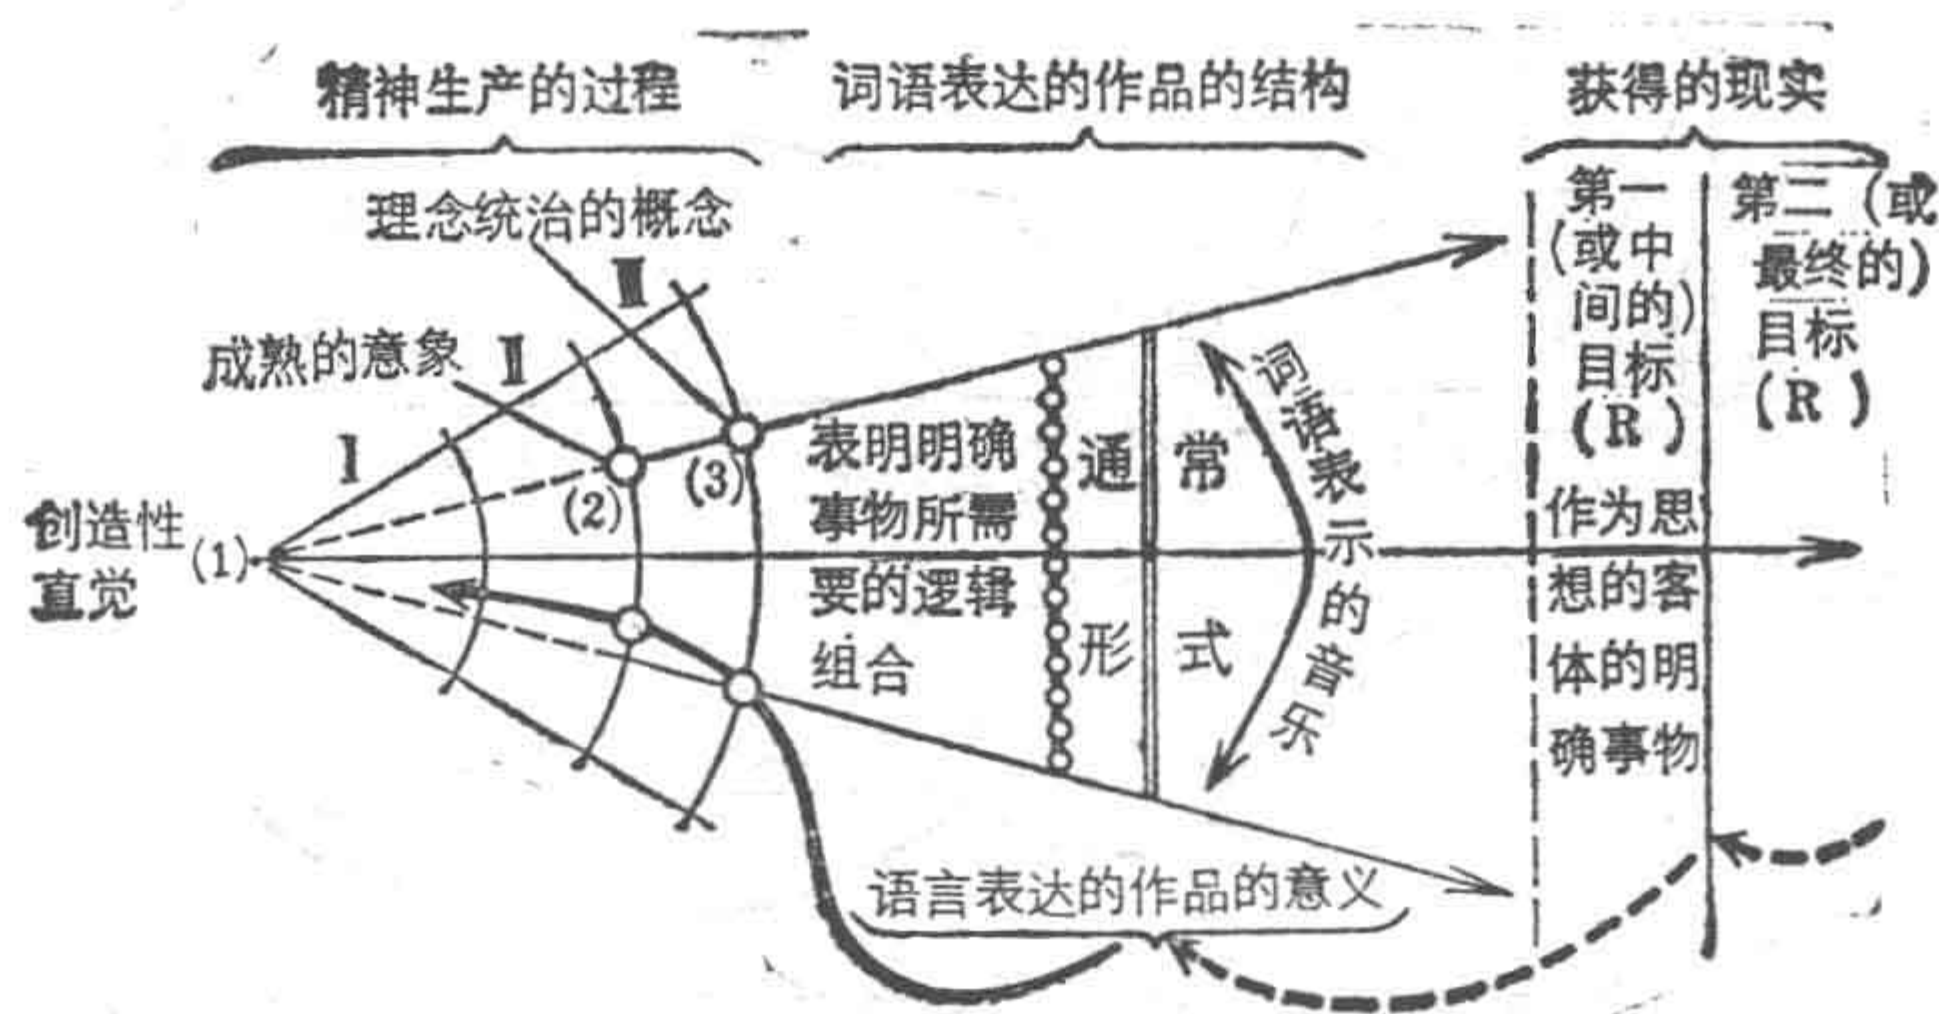 精神生产的过程
词语表达的作品的结构
获得的现实
理念统治的概念
成熟的意象
I
II
III
创造性
直觉
(1)
(2)
(3)
表明明确
事物所需
要的逻辑
组合
通常
形式
词语表示的音乐
第一
(或中
间的)
目标
(R)
作为思
想的客
体的明
确事物
第二(或
最终的)
目标
(R)
语言表达的作品的意义